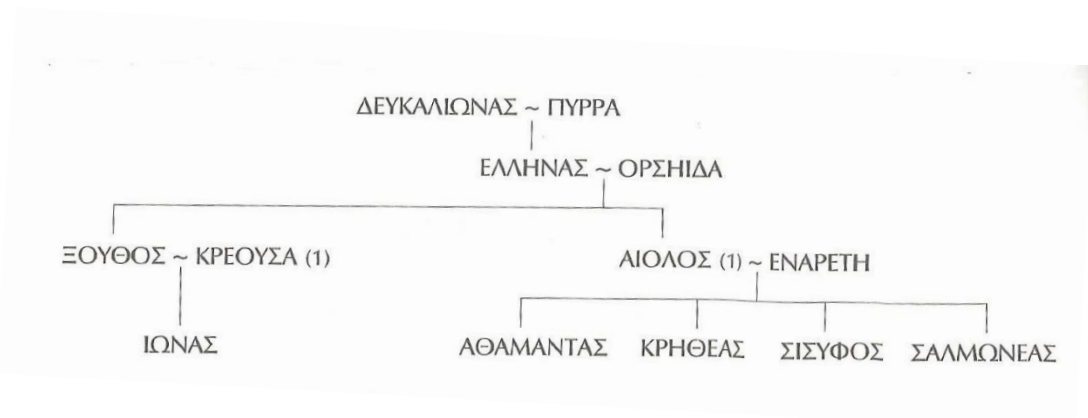 ΔΕΥΚΑΛΙΩΝΑΣ ~ ΠΥΡΡΑ
ΕΛΛΗΝΑΣ ~ ΟΡΣΗΙΔΑ
ΞΟΥΘΟΣ ~ ΚΡΕΟΥΣΑ (1) ΑΙΟΛΟΣ (1) ~ ΕΝΑΡΕΤΗ
ΙΩΝΑΣ ΑΘΑΜΑΝΤΑΣ ΚΡΗΘΕΑΣ ΣΙΣΥΦΟΣ ΣΑΛΜΩΝΕΑΣ